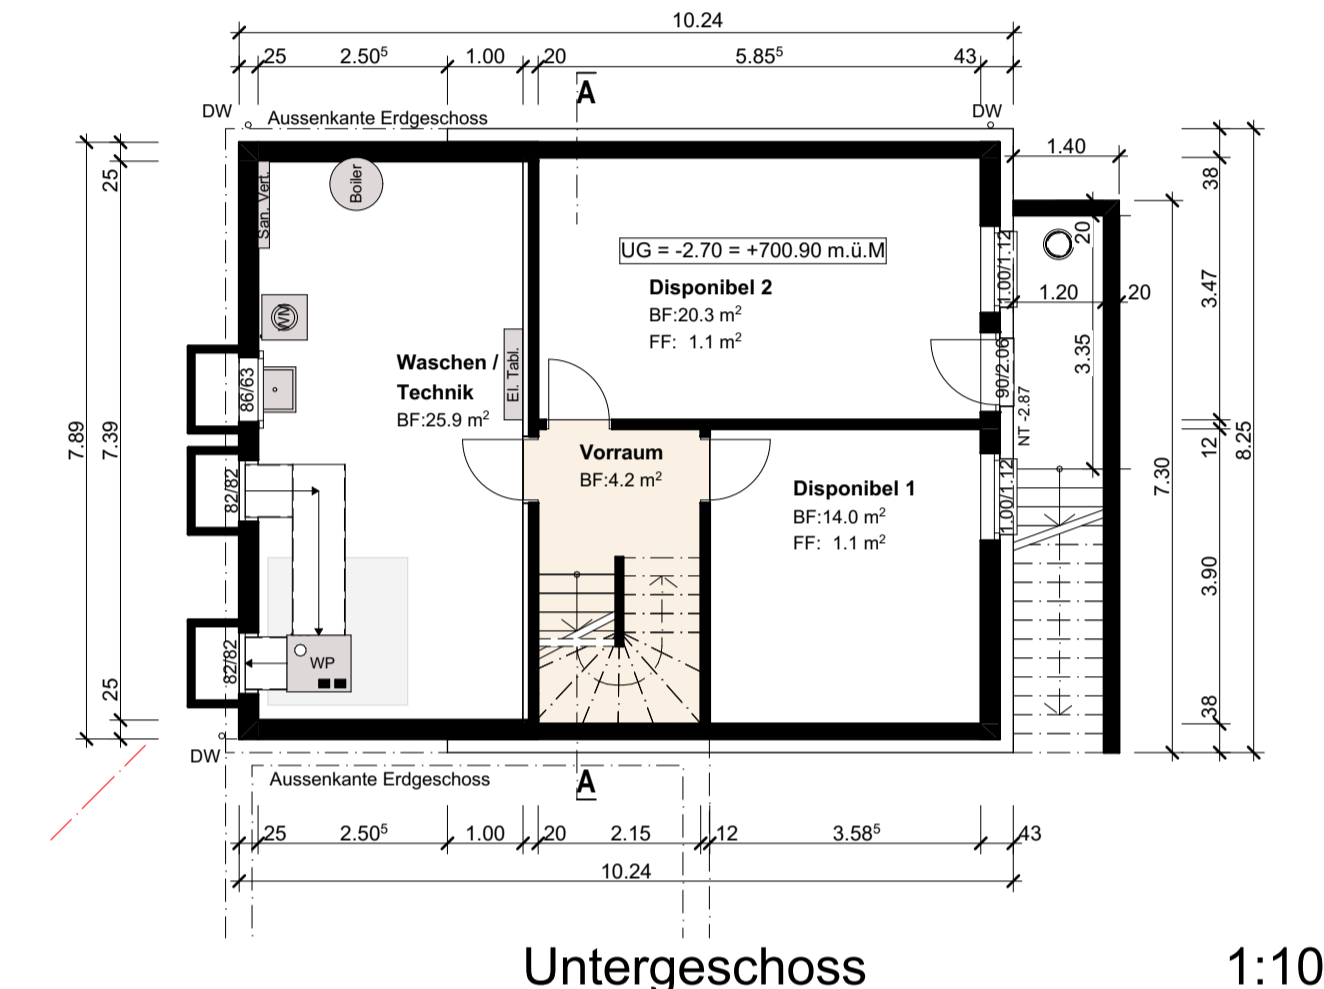 10.24
25 2.50⁵ 1.00 20 5.85⁵ 43
A
DW
Aussenkante Erdgeschoss
DW
1.40
25
San. Vert.
Boiler
38
20
UG = -2.70 = +700.90 m.ü.M
Disponibel 2
BF:20.3 m²
FF: 1.1 m²
1.00/1.12
1.20 20
3.47
WM
Waschen /
Technik
BF:25.9 m²
El. Tabl.
86/63
90/2.06
3.35
NT -2.87
7.89
7.39
12
8.25
7.30
Vorraum
BF:4.2 m²
Disponibel 1
BF:14.0 m²
FF: 1.1 m²
82/82
1.00/1.12
3.90
WP
82/82
25
38
DW
Aussenkante Erdgeschoss
A
25 2.50⁵ 1.00 20 2.15 12 3.58⁵ 43
10.24
Untergeschoss 1:10